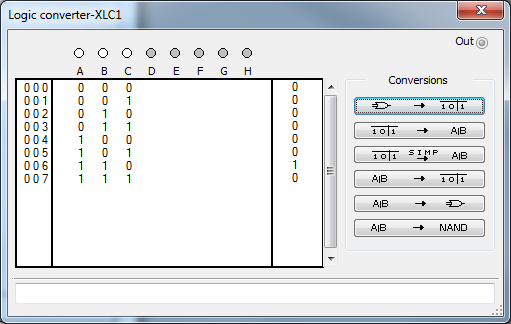 Logic converter-XLC1
Out
A B C D E F G H
000 0 0 0 0
001 0 0 1 0
002 0 1 0 0
003 0 1 1 0
004 1 0 0 0
005 1 0 1 0
006 1 1 0 1
007 1 1 1 0
Conversions
→ 1 0 1
1 0 1 → A|B
1 0 1 SIMP → A|B
A|B → 1 0 1
A|B →
A|B → NAND